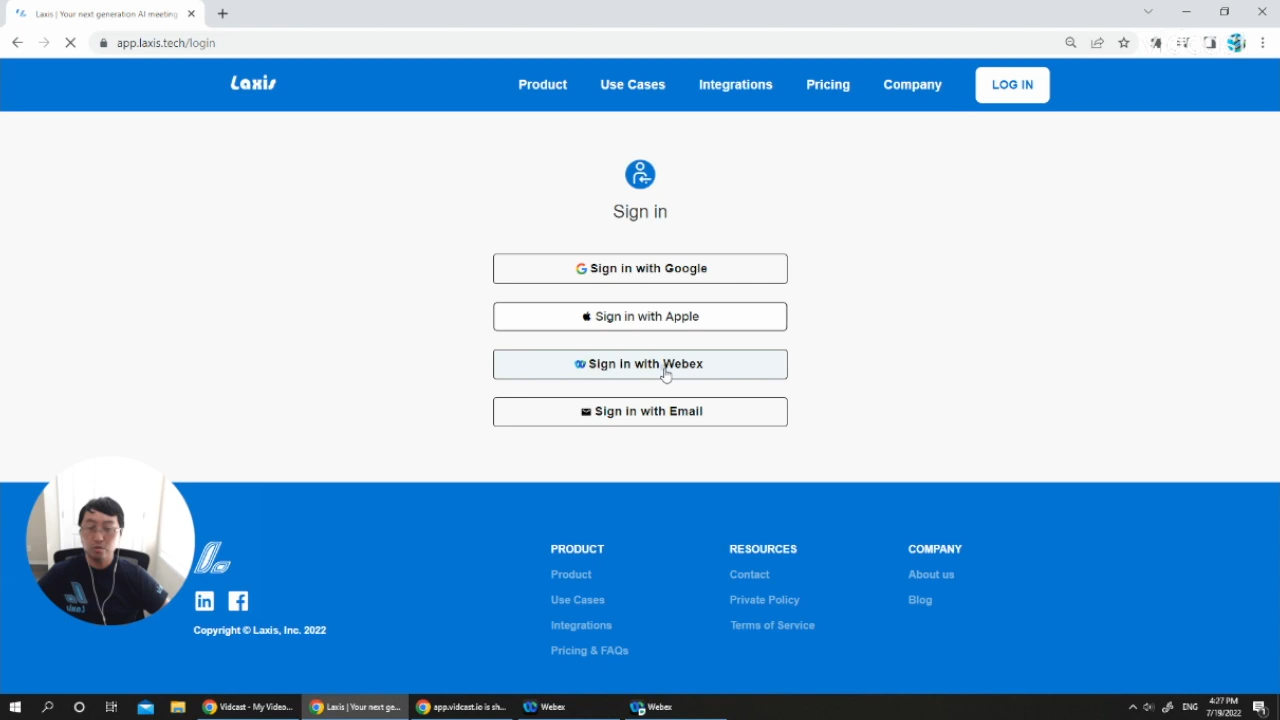 Laxis | Your next generation AI meeting
app.laxis.tech/login
Laxis
Product
Use Cases
Integrations
Pricing
Company
LOG IN
Sign in
Sign in with Google
Sign in with Apple
Sign in with Webex
Sign in with Email
PRODUCT
Product
Use Cases
Integrations
Pricing & FAQs
RESOURCES
Contact
Private Policy
Terms of Service
COMPANY
About us
Blog
Copyright © Laxis, Inc. 2022
Vidcast - My Video...
Laxis | Your next ge...
app.vidcast.io is sh...
Webex
Webex
ENG
4:27 PM
7/19/2022